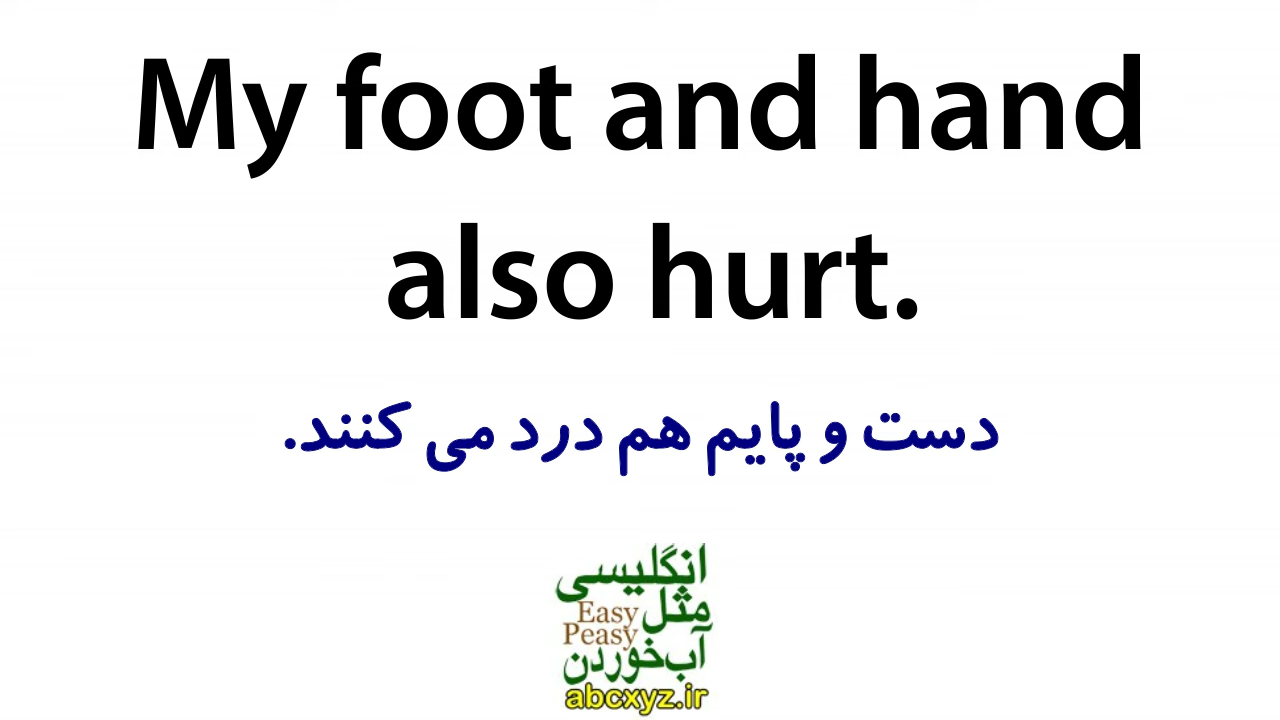 My foot and hand
also hurt.
دست و پایم هم درد می کنند.
انگلیسی
مثل
Easy
Peasy
آب‌خوردن
abcxyz.ir